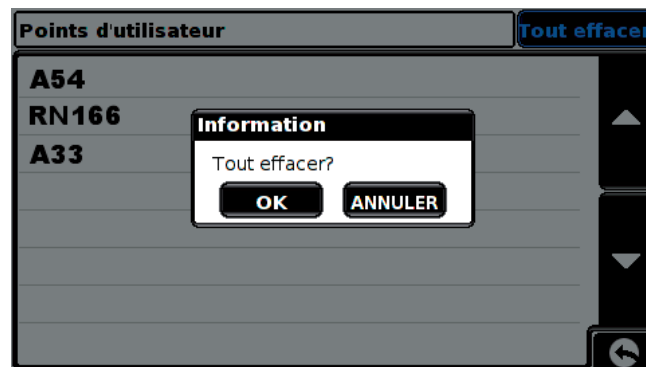 Points d'utilisateur
Tout effacer
A54
RN166
A33
Information
Tout effacer?
OK
ANNULER